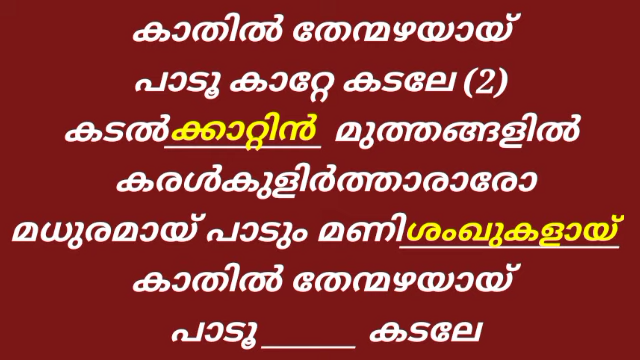 കാതിൽ തേന്മഴയായ്
പാടൂ കാറ്റേ കടലേ (2)
കടൽക്കാറ്റിൻ മുത്തങ്ങളിൽ
കരൾകുളിർത്താരാരോ
മധുരമായ് പാടും മണിശംഖുകളായ്
കാതിൽ തേന്മഴയായ്
പാടൂ______ കടലേ